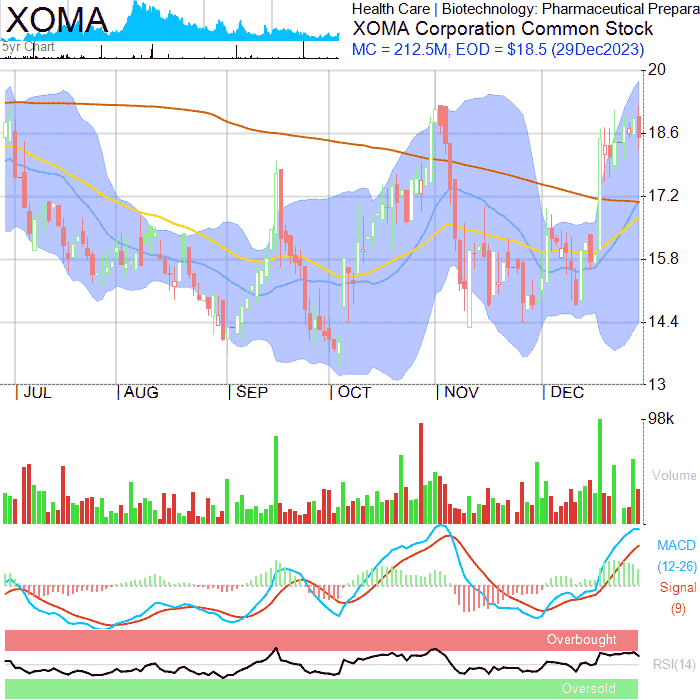 XOMA
5yr Chart
Health Care | Biotechnology: Pharmaceutical Prepara
XOMA Corporation Common Stock
MC = 212.5M, EOD = $18.5 (29Dec2023)
20
18.6
17.2
15.8
14.4
13
JUL
AUG
SEP
OCT
NOV
DEC
98k
Volume
MACD
(12-26)
Signal
(9)
Overbought
RSI(14)
Oversold